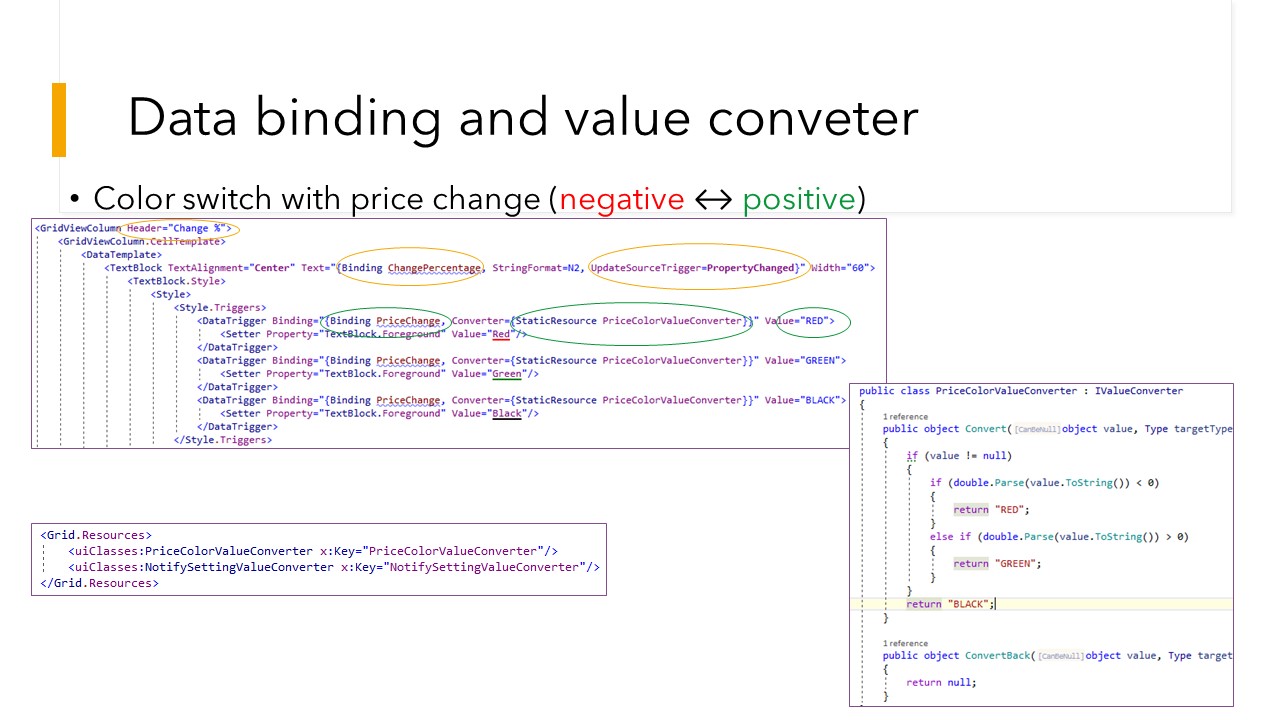 Data binding and value conveter
• Color switch with price change (negative ↔ positive)
<GridViewColumn Header="Change %">
<GridViewColumn.CellTemplate>
<DataTemplate>
<TextBlock TextAlignment="Center" Text="{Binding ChangePercentage, StringFormat=N2, UpdateSourceTrigger=PropertyChanged}" Width="60">
<TextBlock.Style>
<Style>
<Style.Triggers>
<DataTrigger Binding="{Binding PriceChange, Converter={StaticResource PriceColorValueConverter}}" Value="RED">
<Setter Property="TextBlock.Foreground" Value="Red"/>
</DataTrigger>
<DataTrigger Binding="{Binding PriceChange, Converter={StaticResource PriceColorValueConverter}}" Value="GREEN">
<Setter Property="TextBlock.Foreground" Value="Green"/>
</DataTrigger>
<DataTrigger Binding="{Binding PriceChange, Converter={StaticResource PriceColorValueConverter}}" Value="BLACK">
<Setter Property="TextBlock.Foreground" Value="Black"/>
</DataTrigger>
</Style.Triggers>
<Grid.Resources>
<uiClasses:PriceColorValueConverter x:Key="PriceColorValueConverter"/>
<uiClasses:NotifySettingValueConverter x:Key="NotifySettingValueConverter"/>
</Grid.Resources>
public class PriceColorValueConverter : IValueConverter
{
1 reference
public object Convert([CanBeNull]object value, Type targetType
{
if (value != null)
{
if (double.Parse(value.ToString()) < 0)
{
return "RED";
}
else if (double.Parse(value.ToString()) > 0)
{
return "GREEN";
}
}
return "BLACK";
}
1 reference
public object ConvertBack([CanBeNull]object value, Type target
{
return null;
}